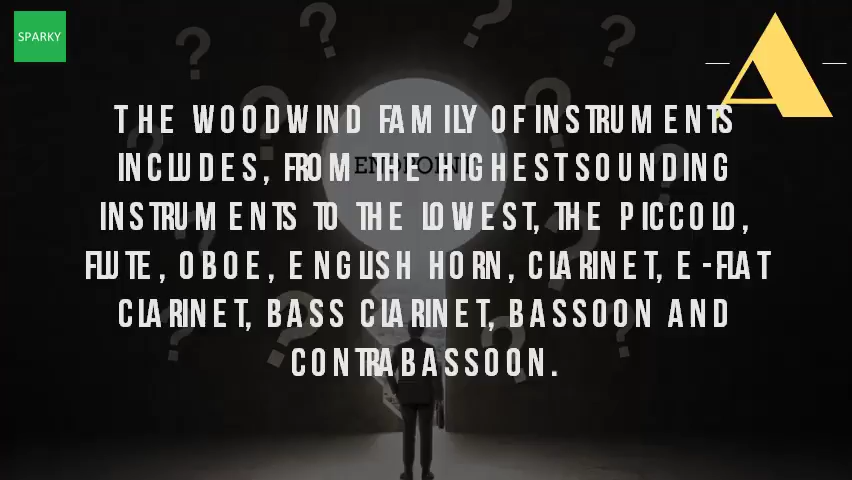 SPARKY
THE WOODWIND FAMILY OF INSTRUMENTS
INCLUDES, FROM THE HIGHEST SOUNDING
INSTRUMENTS TO THE LOWEST, THE PICCOLO,
FLUTE, OBOE, ENGLISH HORN, CLARINET, E-FLAT
CLARINET, BASS CLARINET, BASSOON AND
CONTRABASSOON.